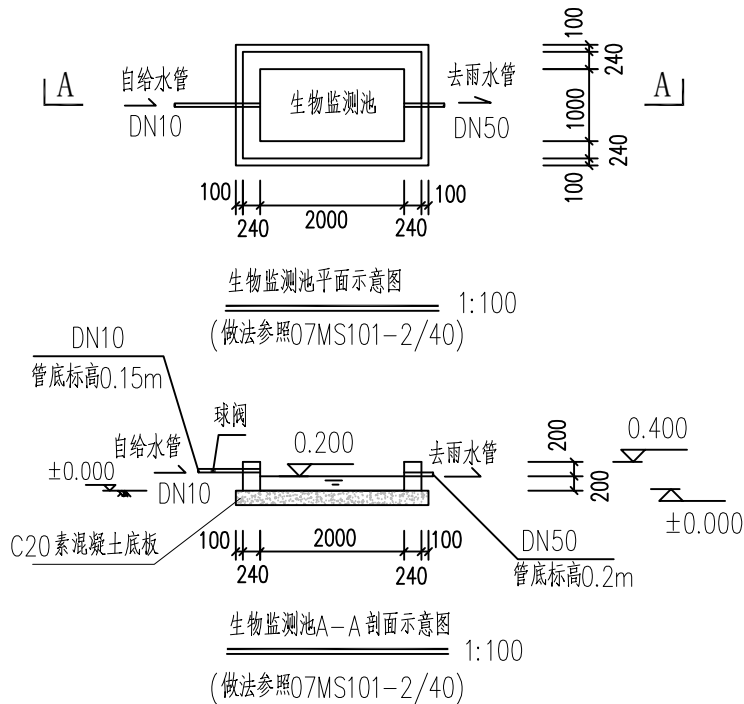 A
自给水管
DN10
生物监测池
去雨水管
DN50
A
100
240
1000
240
100
100
240
2000
240
100
生物监测池平面示意图
1:100
(做法参照07MS101-2/40)
DN10
管底标高0.15m
球阀
自给水管
DN10
±0.000
0.200
去雨水管
200
200
0.400
±0.000
C20素混凝土底板
100
240
2000
240
100
DN50
管底标高0.2m
生物监测池A-A剖面示意图
1:100
(做法参照07MS101-2/40)